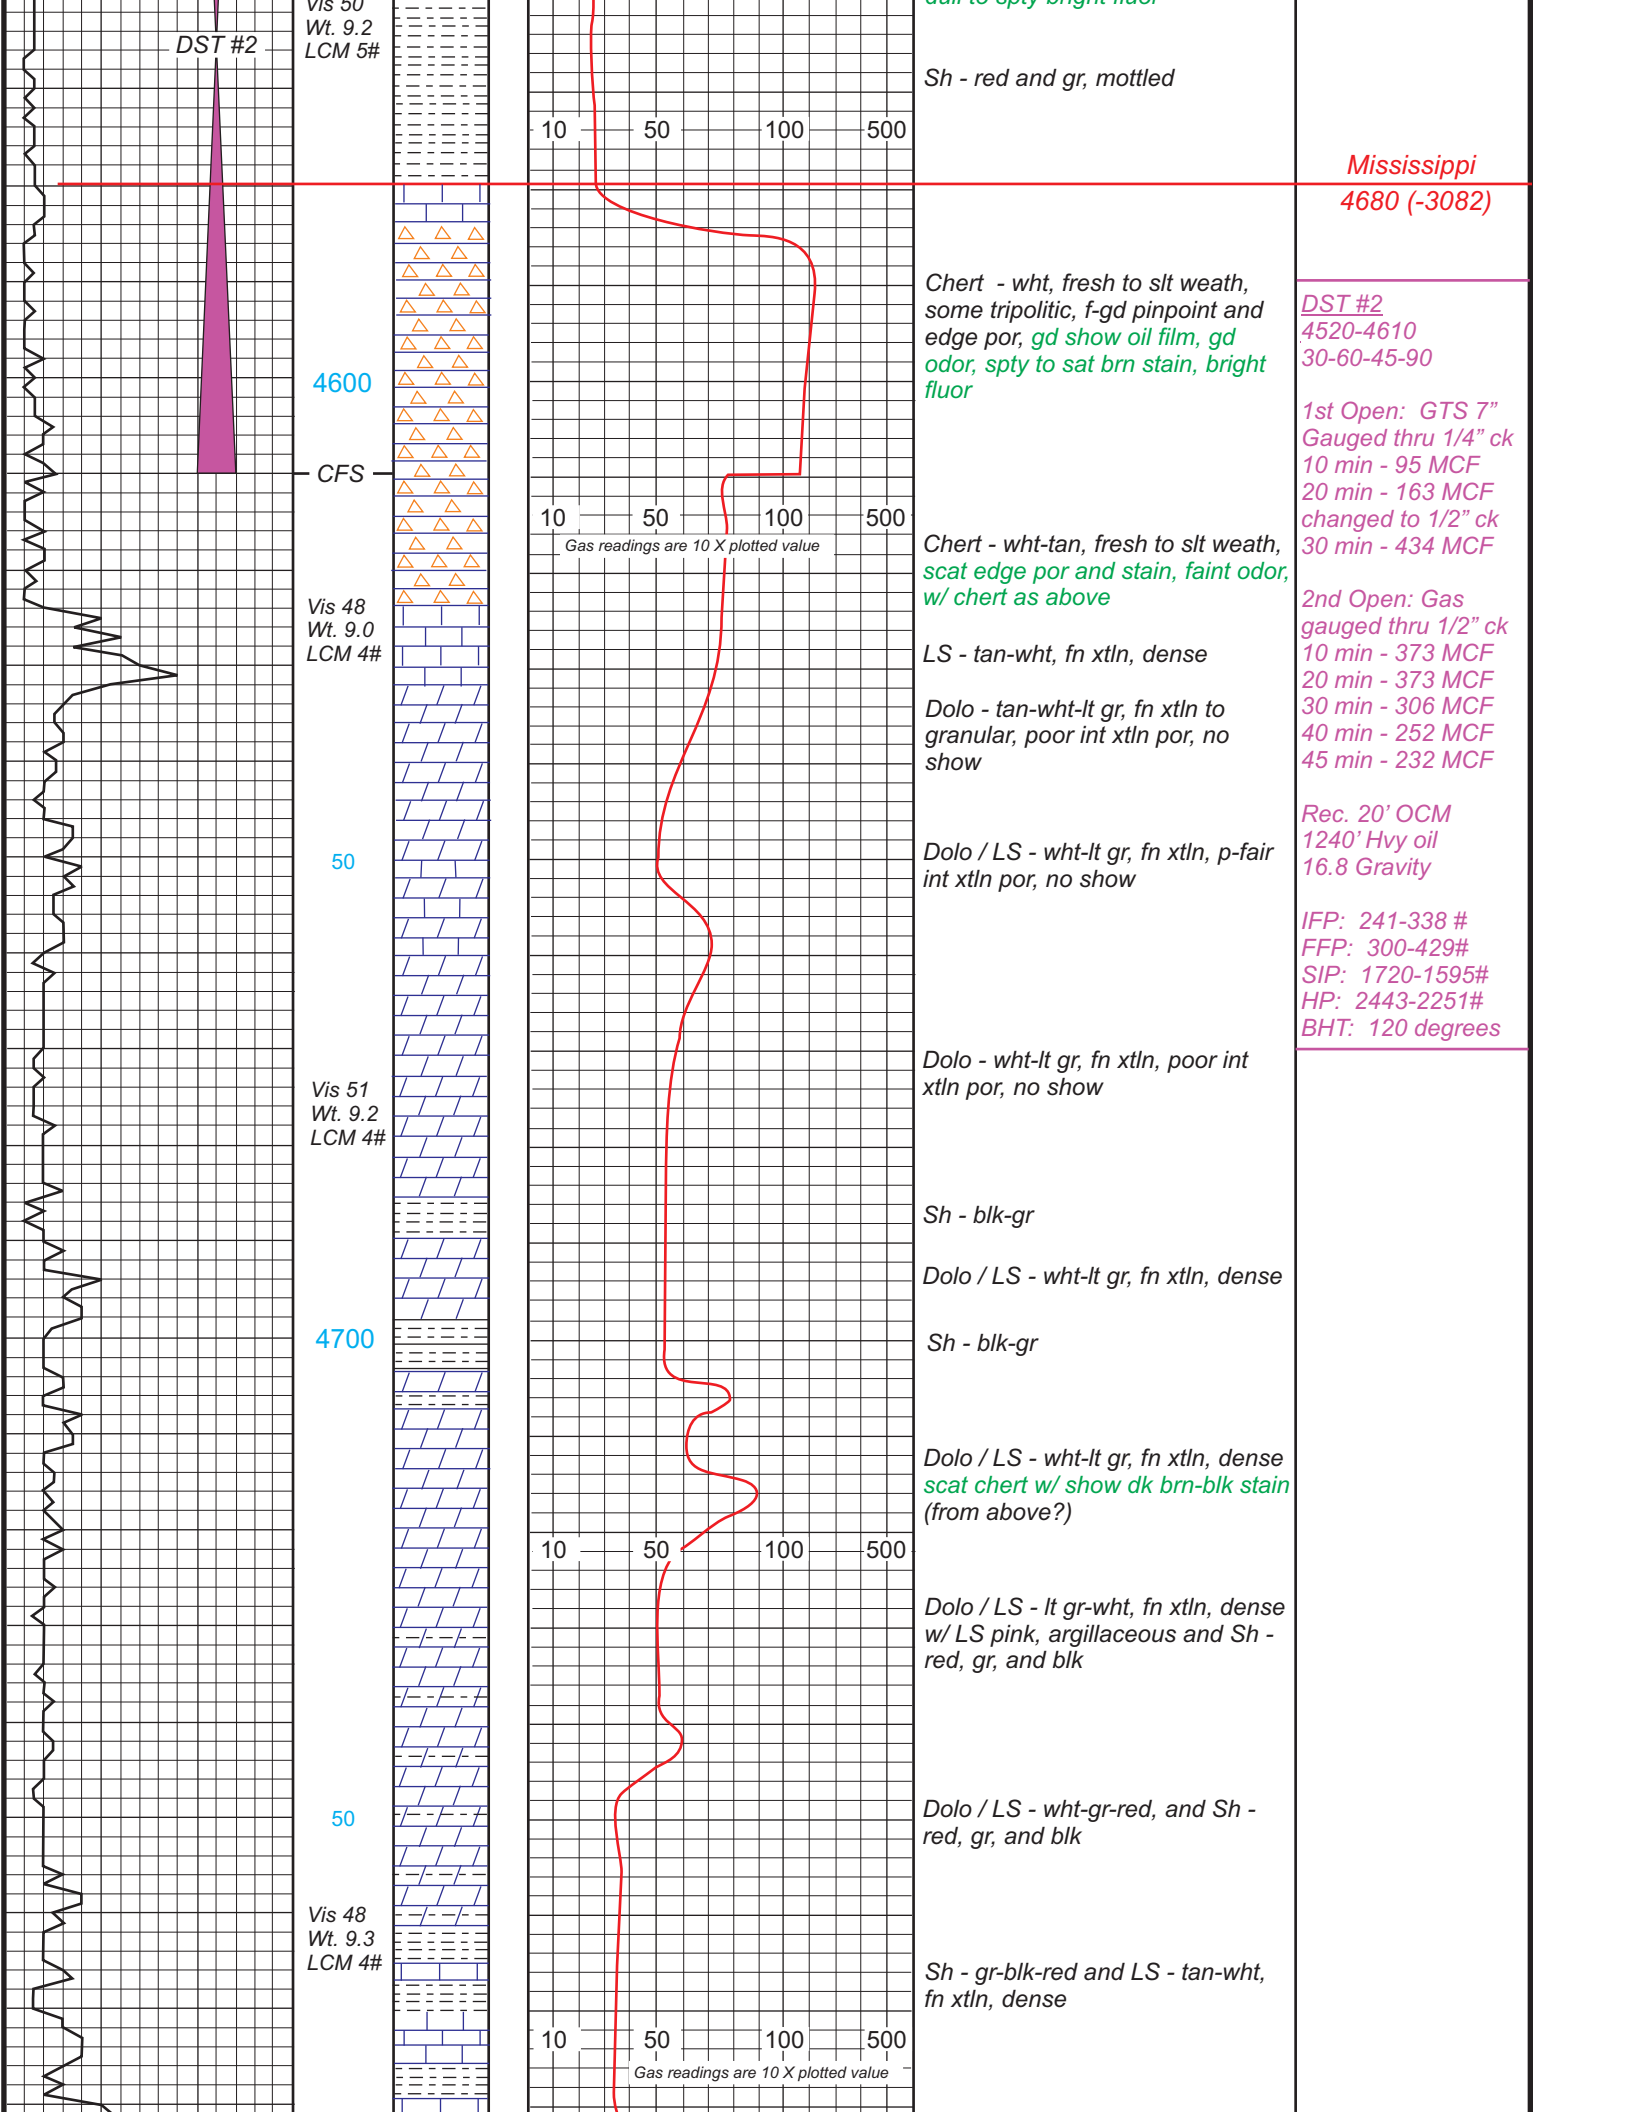 Vis 50
Wt. 9.2
LCM 5#
DST #2
dull to spty bright fluor
Sh - red and gr, mottled
10 50 100 500
Mississippi
4680 (-3082)
Chert - wht, fresh to slt weath,
some tripolitic, f-gd pinpoint and
edge por, gd show oil film, gd
odor, spty to sat brn stain, bright
fluor
4600
CFS
10 50 100 500
Gas readings are 10 X plotted value
Chert - wht-tan, fresh to slt weath,
scat edge por and stain, faint odor,
w/ chert as above
Vis 48
Wt. 9.0
LCM 4#
LS - tan-wht, fn xtln, dense
Dolo - tan-wht-lt gr, fn xtln to
granular, poor int xtln por, no
show
50
Dolo / LS - wht-lt gr, fn xtln, p-fair
int xtln por, no show
DST #2
4520-4610
30-60-45-90
1st Open: GTS 7”
Gauged thru 1/4” ck
10 min - 95 MCF
20 min - 163 MCF
changed to 1/2” ck
30 min - 434 MCF
2nd Open: Gas
gauged thru 1/2” ck
10 min - 373 MCF
20 min - 373 MCF
30 min - 306 MCF
40 min - 252 MCF
45 min - 232 MCF
Rec. 20’ OCM
1240’ Hvy oil
16.8 Gravity
IFP: 241-338 #
FFP: 300-429#
SIP: 1720-1595#
HP: 2443-2251#
BHT: 120 degrees
Dolo - wht-lt gr, fn xtln, poor int
xtln por, no show
Vis 51
Wt. 9.2
LCM 4#
Sh - blk-gr
Dolo / LS - wht-lt gr, fn xtln, dense
4700
Sh - blk-gr
Dolo / LS - wht-lt gr, fn xtln, dense
scat chert w/ show dk brn-blk stain
(from above?)
10 50 100 500
Dolo / LS - lt gr-wht, fn xtln, dense
w/ LS pink, argillaceous and Sh -
red, gr, and blk
50
Dolo / LS - wht-gr-red, and Sh -
red, gr, and blk
Vis 48
Wt. 9.3
LCM 4#
Sh - gr-blk-red and LS - tan-wht,
fn xtln, dense
10 50 100 500
Gas readings are 10 X plotted value